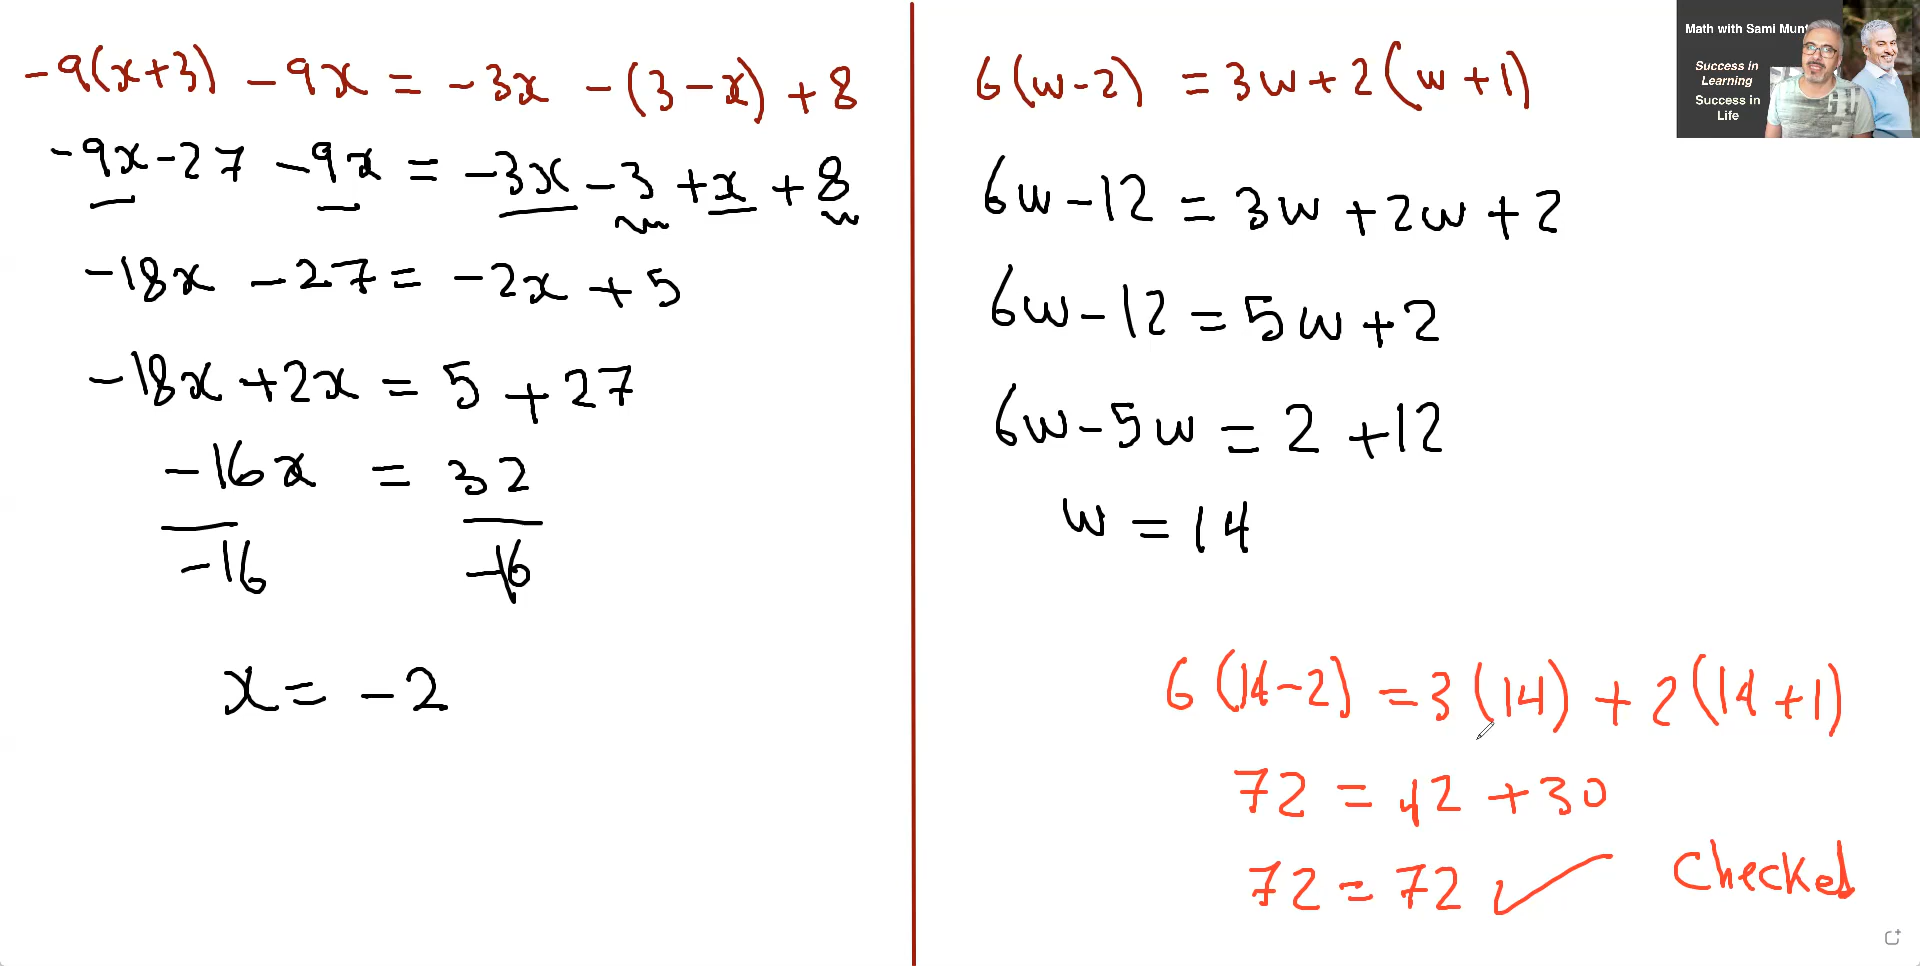 -9(x+3) -9x = -3x -(3-x) +8
-9x-27 -9x = -3x -3 +x +8
-18x -27 = -2x +5
-18x +2x = 5 +27
-16x = 32
-16 -16
x = -2
6(w-2) = 3w+2(w+1)
6w-12 = 3w+2w+2
6w-12 = 5w+2
6w-5w = 2 +12
w = 14
6(14-2) = 3(14) + 2(14+1)
72 = 42 +30
72 = 72 ✓ Checked
Math with Sami
Success in
Learning
Success in
Life